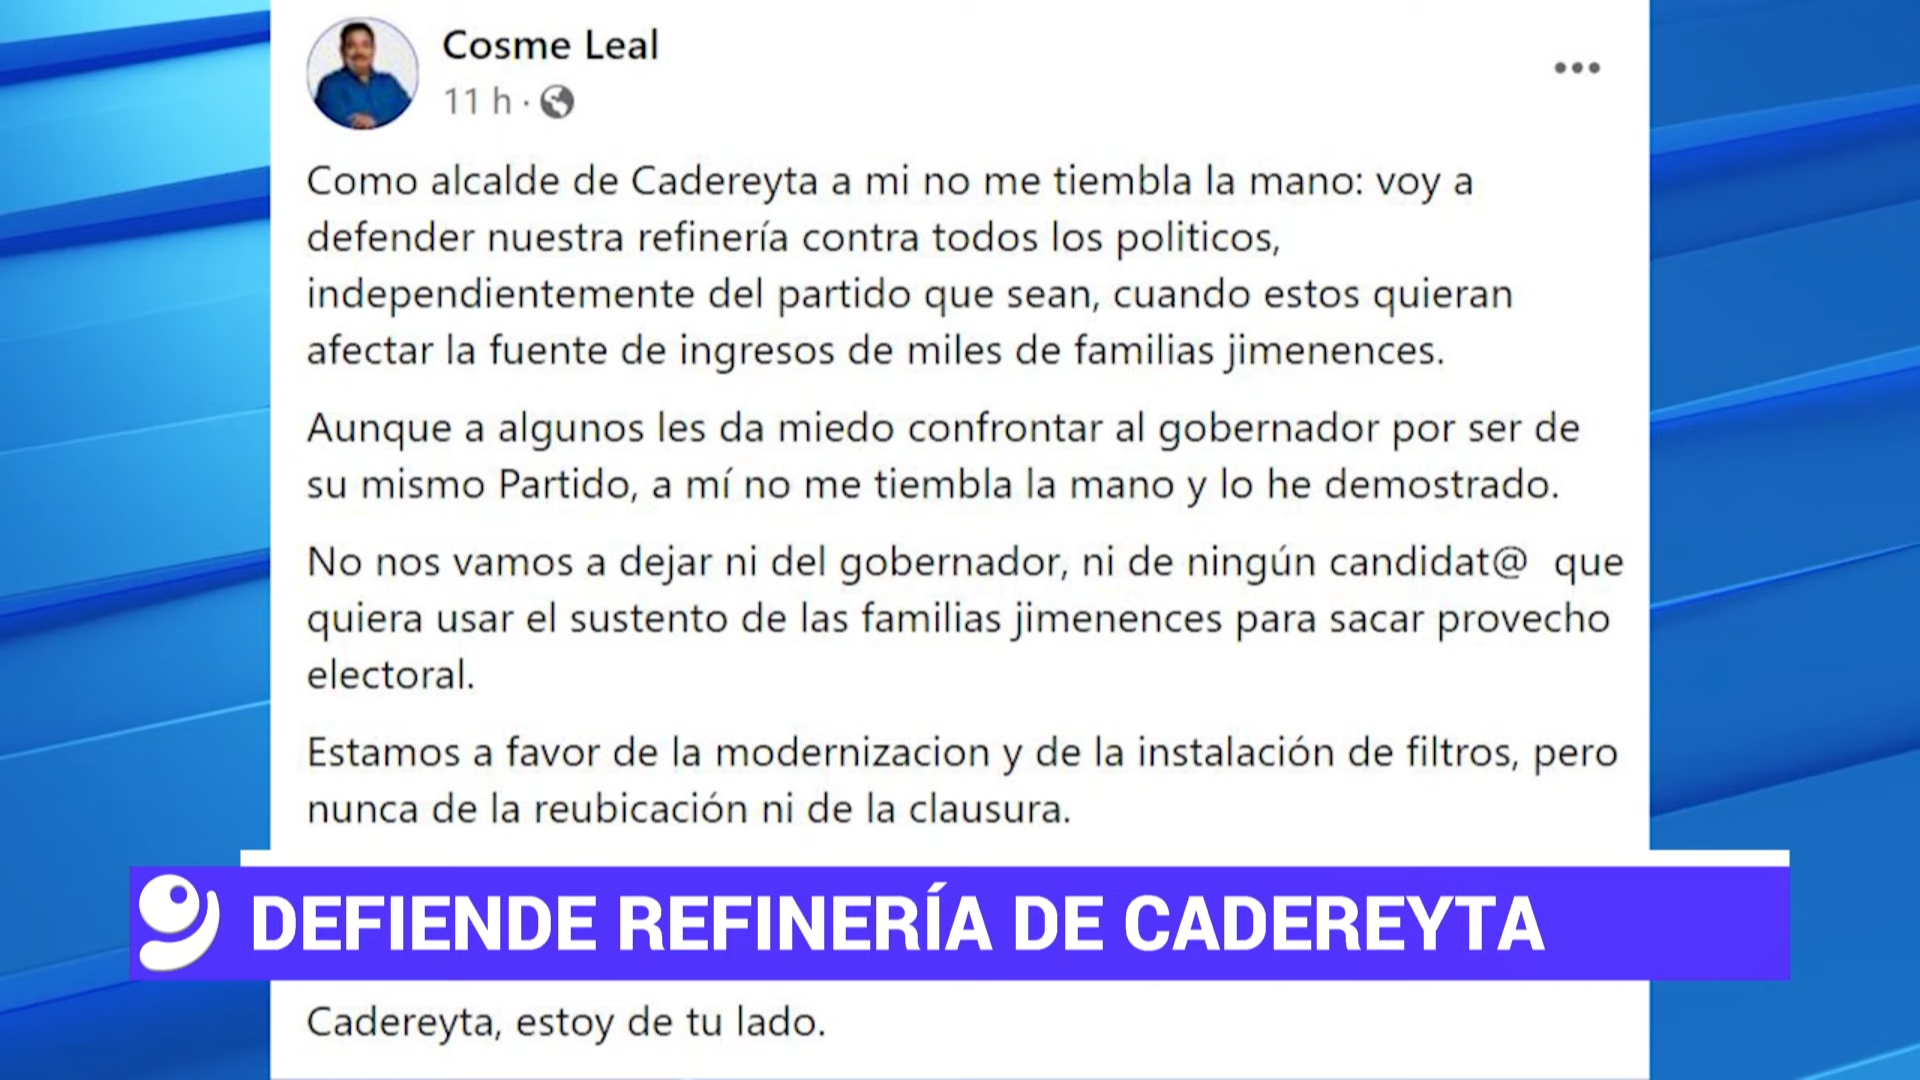 Cosme Leal
11 h ·
Como alcalde de Cadereyta a mi no me tiembla la mano: voy a
defender nuestra refinería contra todos los politicos,
independientemente del partido que sean, cuando estos quieran
afectar la fuente de ingresos de miles de familias jimenences.
Aunque a algunos les da miedo confrontar al gobernador por ser de
su mismo Partido, a mí no me tiembla la mano y lo he demostrado.
No nos vamos a dejar ni del gobernador, ni de ningún candidat@ que
quiera usar el sustento de las familias jimenences para sacar provecho
electoral.
Estamos a favor de la modernizacion y de la instalación de filtros, pero
nunca de la reubicación ni de la clausura.
DEFIENDE REFINERÍA DE CADEREYTA
Cadereyta, estoy de tu lado.